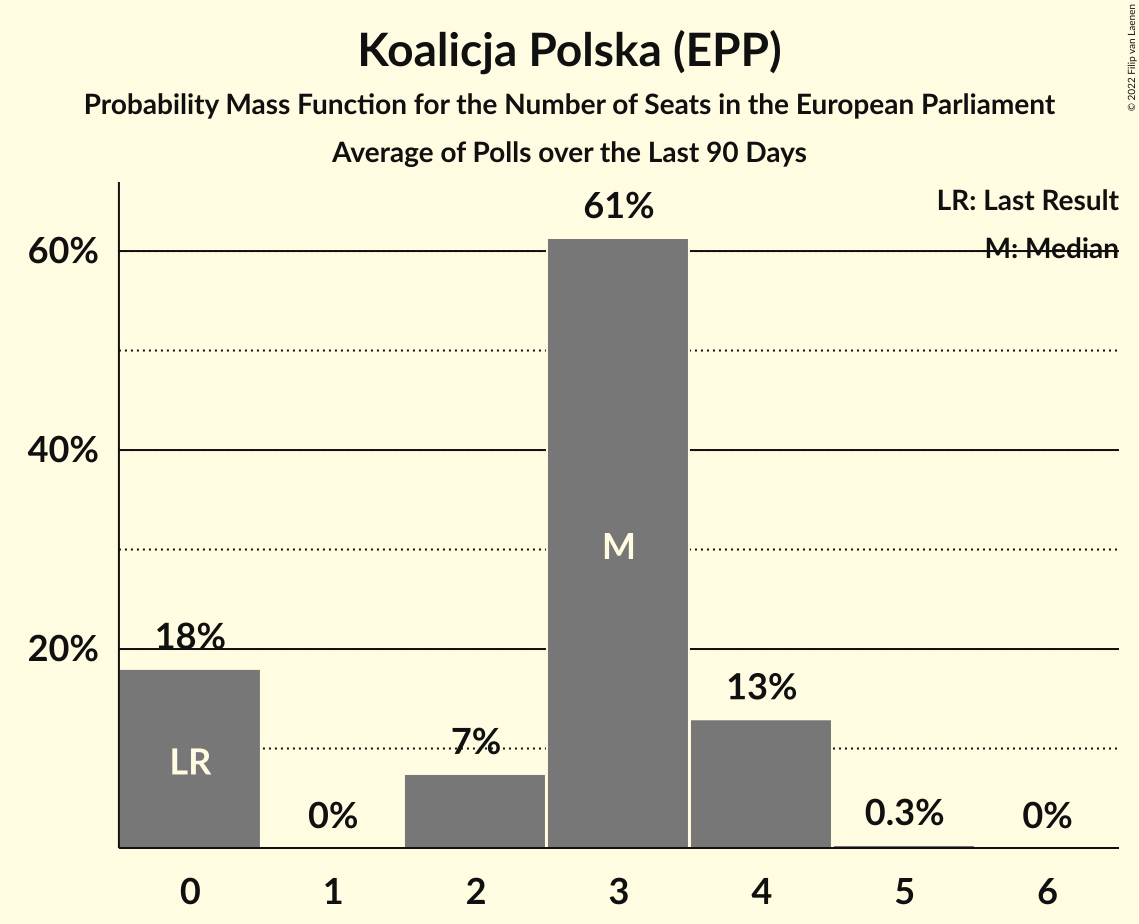 Koalicja Polska (EPP)
Probability Mass Function for the Number of Seats in the European Parliament
Average of Polls over the Last 90 Days
© 2022 Filip van Laenen
LR: Last Result
M: Median
61%
60%
40%
20%
18%
0%
7%
13%
0.3%
0%
M
LR
0 1 2 3 4 5 6